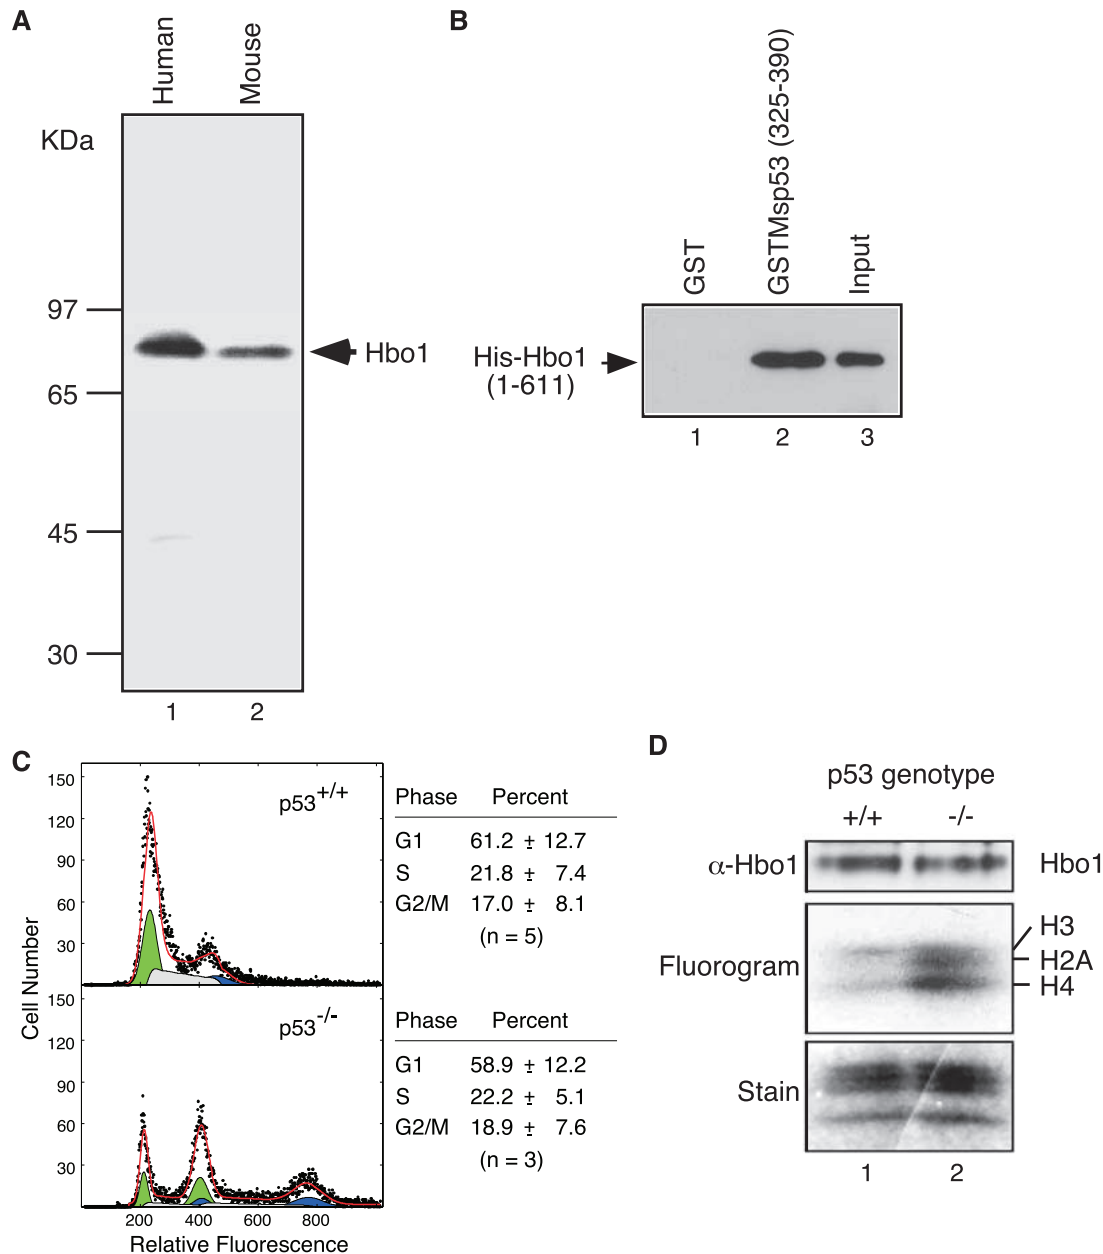 A
Human
Mouse
KDa
97
65
45
30
Hbo1
1 2
B
GST
GSTMsp53 (325-390)
Input
His-Hbo1
(1-611)
1 2 3
C
Cell Number
150
120
90
60
30
p53+/+
Phase Percent
G1 61.2 ± 12.7
S 21.8 ± 7.4
G2/M 17.0 ± 8.1
(n = 5)
150
120
90
60
30
p53-/-
Phase Percent
G1 58.9 ± 12.2
S 22.2 ± 5.1
G2/M 18.9 ± 7.6
(n = 3)
200 400 600 800
Relative Fluorescence
D
p53 genotype
+/+ -/-
α-Hbo1 Hbo1
Fluorogram
H3
H2A
H4
Stain
1 2